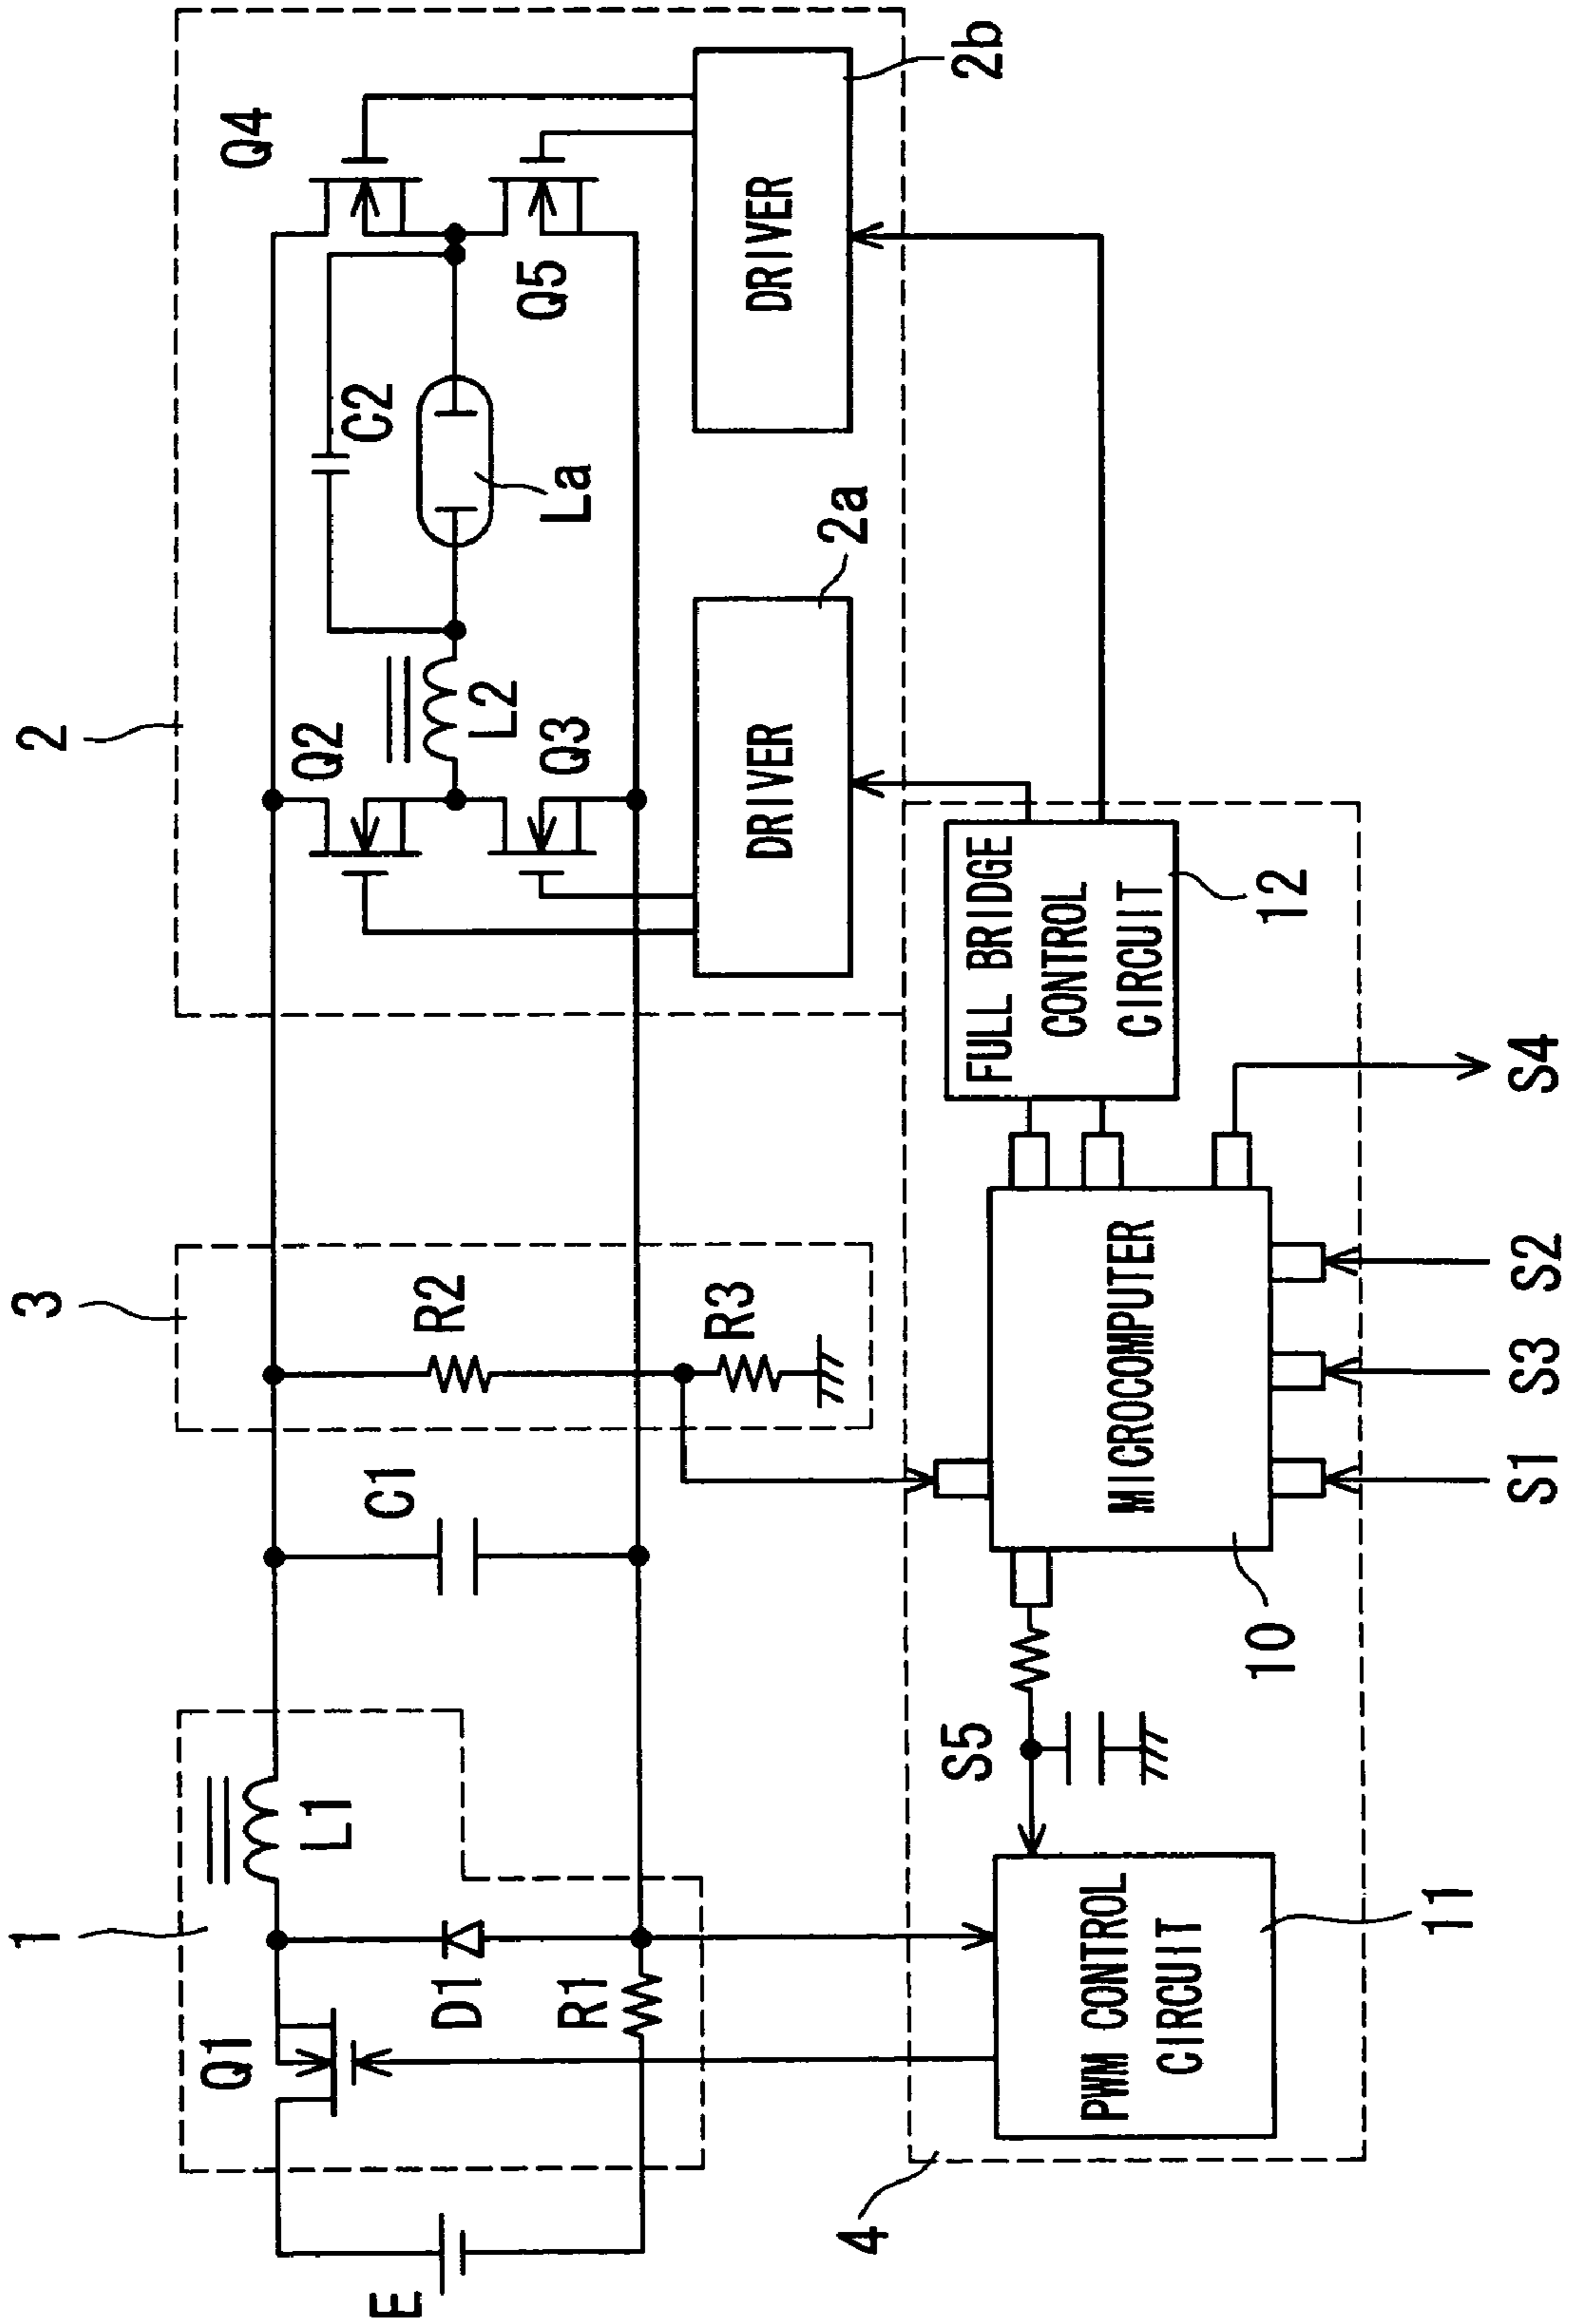 1
2
3
Q1
L1
D1
R1
E
C1
R2
R3
Q2
L2
Q3
C2
La
Q4
Q5
DRIVER
2a
DRIVER
2b
4
PWM CONTROL
CIRCUIT
11
S5
MICROCOMPUTER
10
FULL BRIDGE
CONTROL
CIRCUIT
12
S1
S3
S2
S4